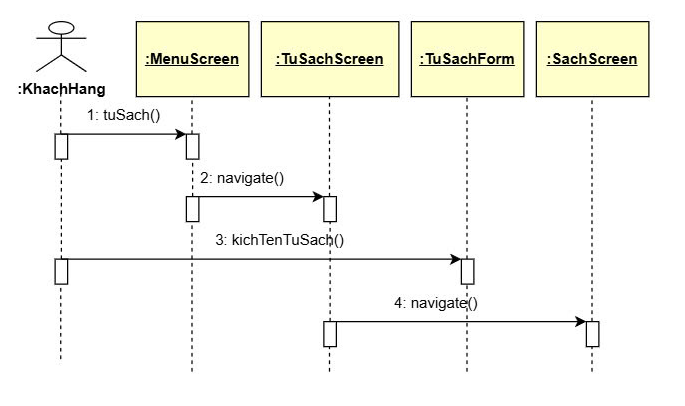 :MenuScreen
:TuSachScreen
:TuSachForm
:SachScreen
:KhachHang
1: tuSach()
2: navigate()
3: kichTenTuSach()
4: navigate()